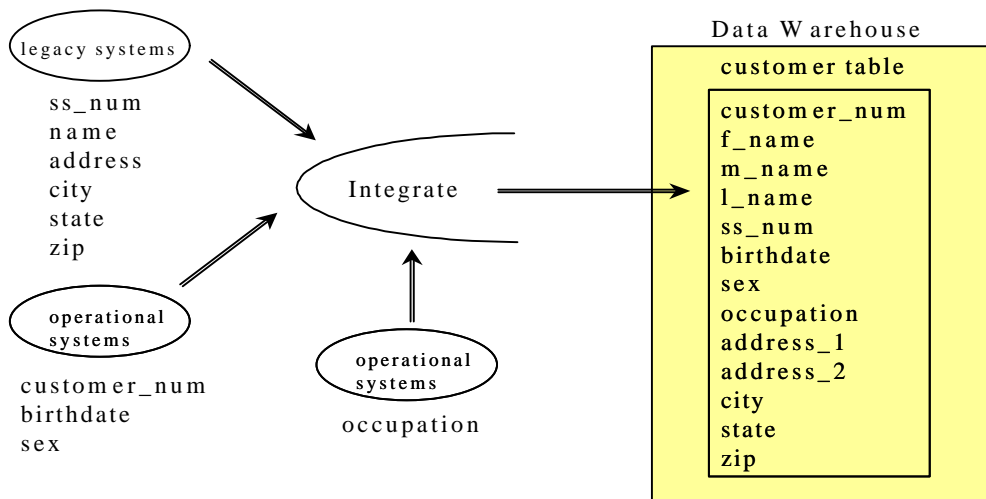 legacy systems
ss_num
name
address
city
state
zip
operational
systems
customer_num
birthdate
sex
Integrate
operational
systems
occupation
Data Warehouse
customer table
customer_num
f_name
m_name
l_name
ss_num
birthdate
sex
occupation
address_1
address_2
city
state
zip